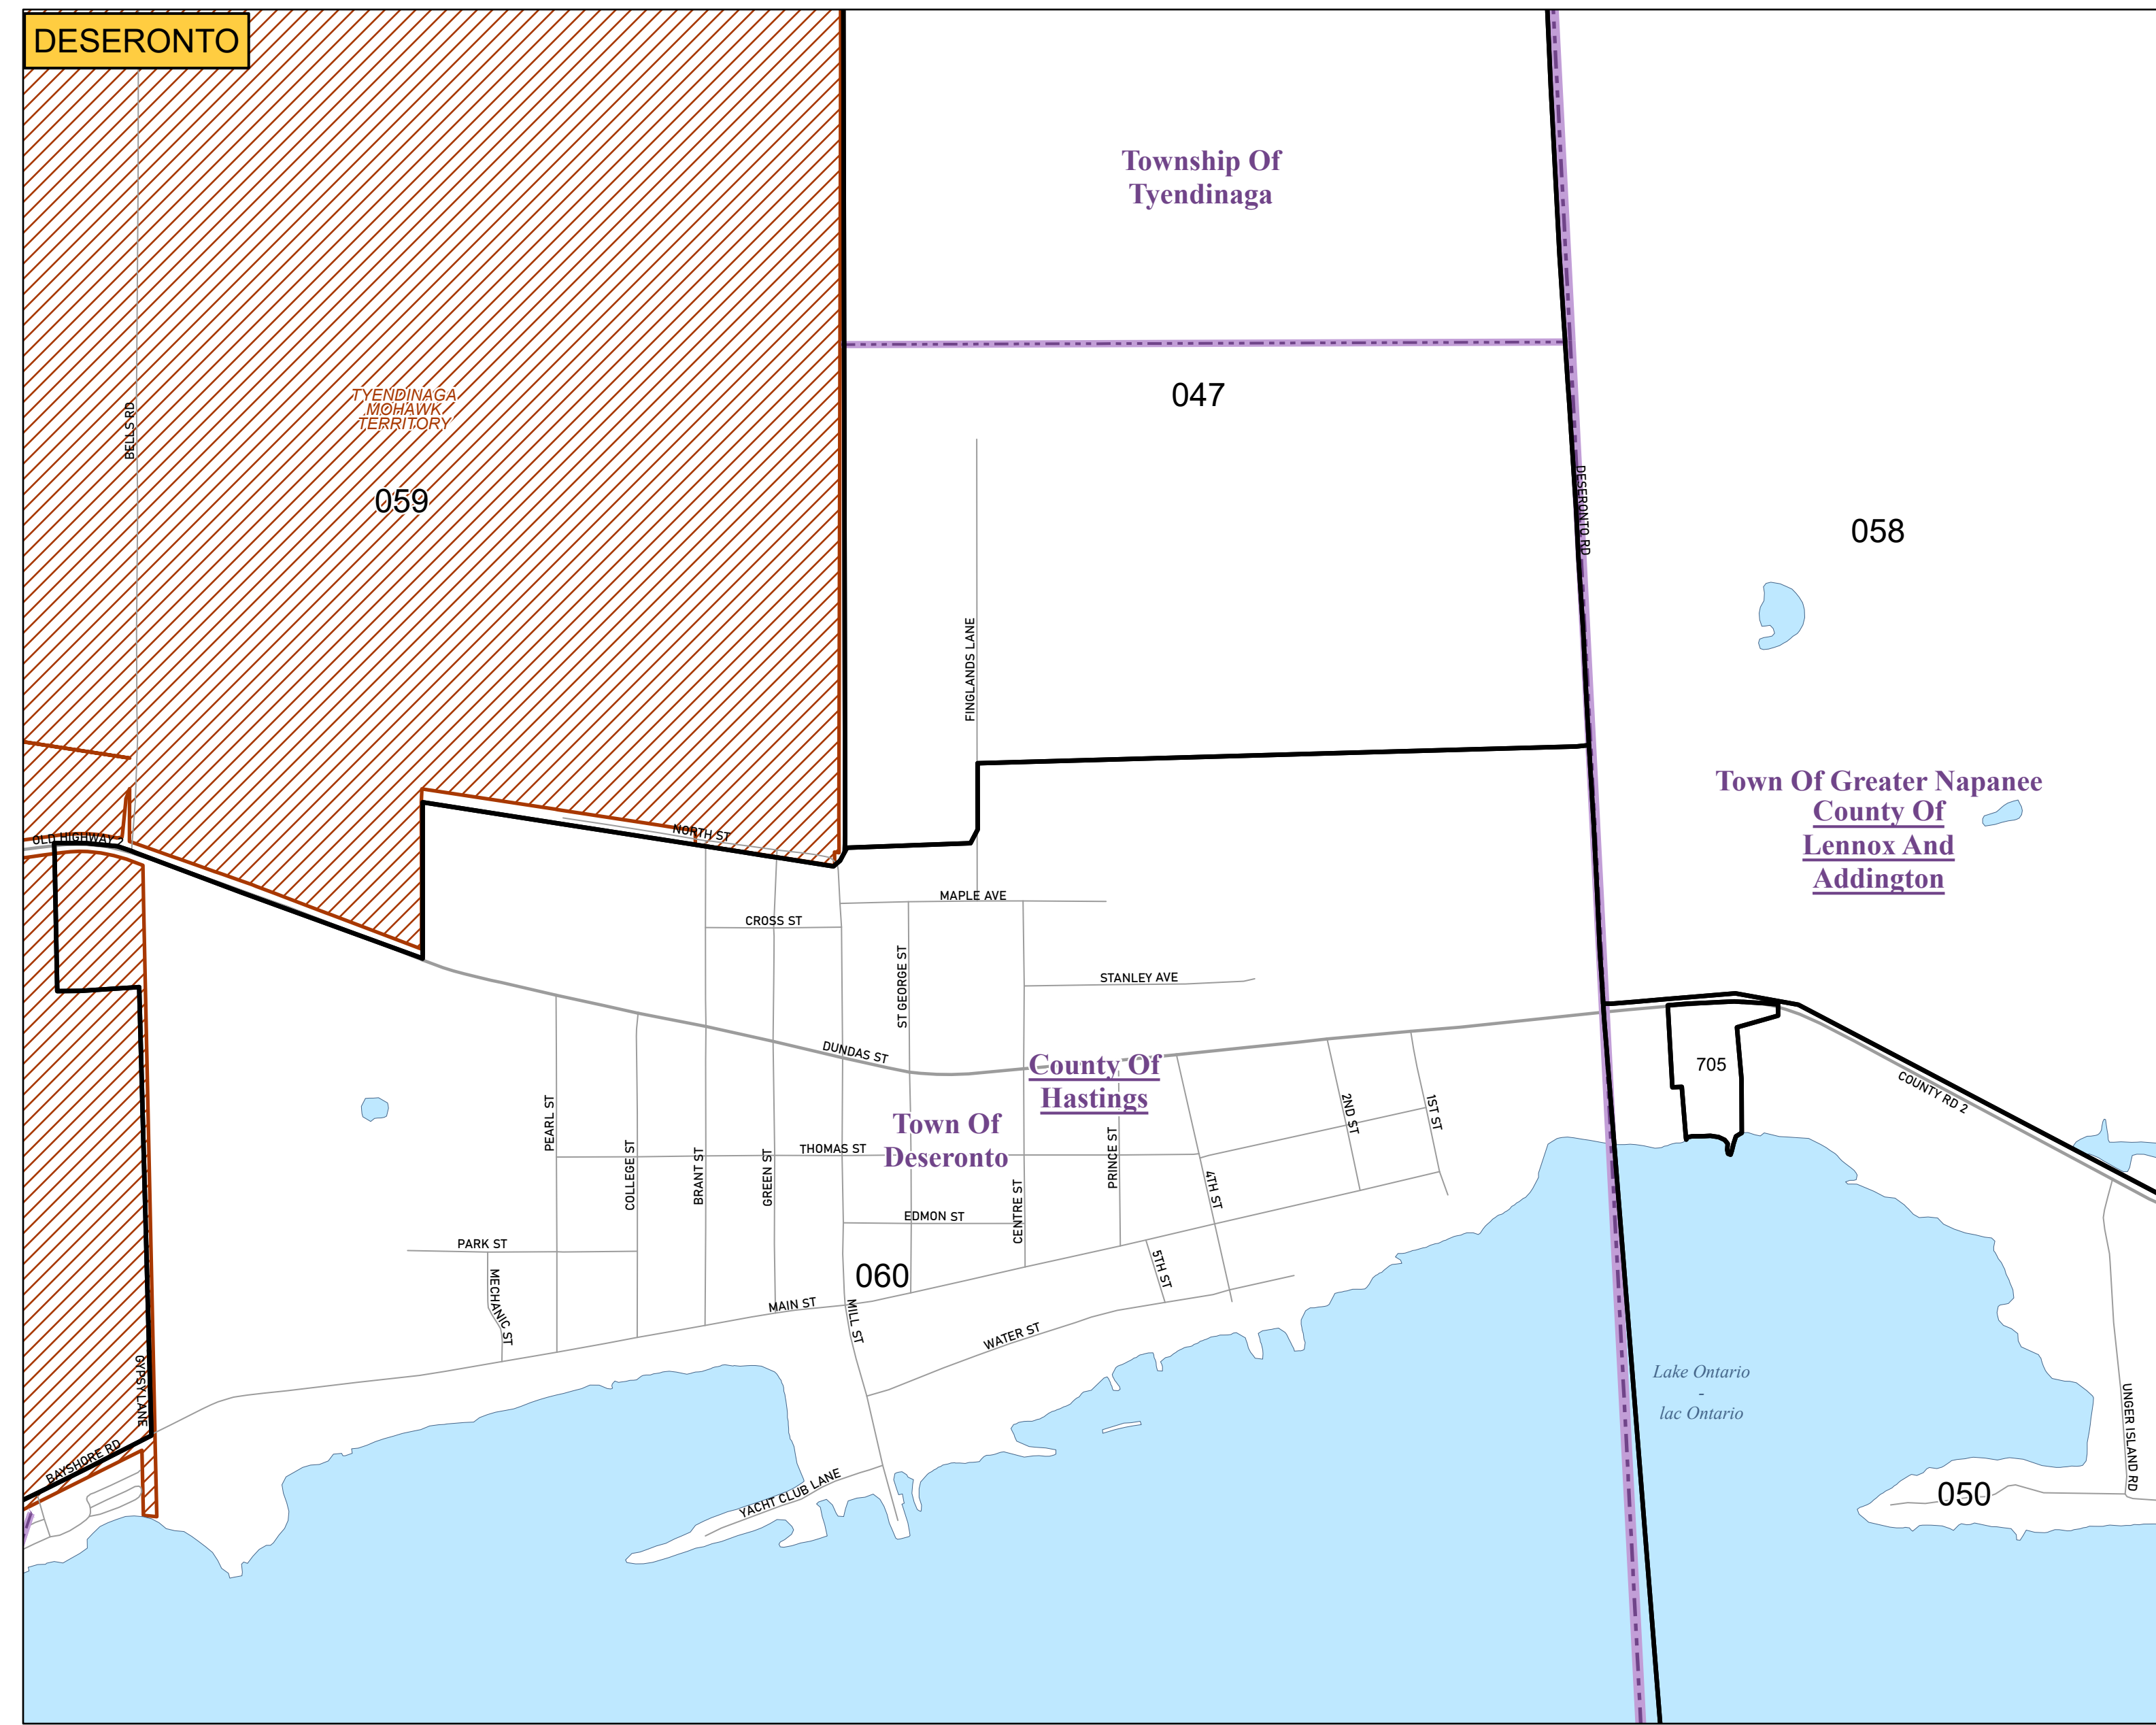 DESERONTO
Township Of
Tyendinaga
047
TYENDINAGA
MOHAWK
TERRITORY
059
BELLS RD
DESERONTO RD
058
FINGLANDS LANE
Town Of Greater Napanee
County Of
Lennox And
Addington
OLD HIGHWAY 2
NORTH ST
MAPLE AVE
CROSS ST
ST GEORGE ST
STANLEY AVE
DUNDAS ST
County Of
Hastings
705
COUNTY RD 2
PEARL ST
COLLEGE ST
BRANT ST
GREEN ST
THOMAS ST
Town Of
Deseronto
PRINCE ST
2ND ST
1ST ST
4TH ST
EDMON ST
CENTRE ST
PARK ST
MECHANIC ST
060
MAIN ST
MILL ST
WATER ST
5TH ST
GYPSY LANE
BAYSHORE RD
YACHT CLUB LANE
Lake Ontario
-
lac Ontario
UNGER ISLAND RD
050